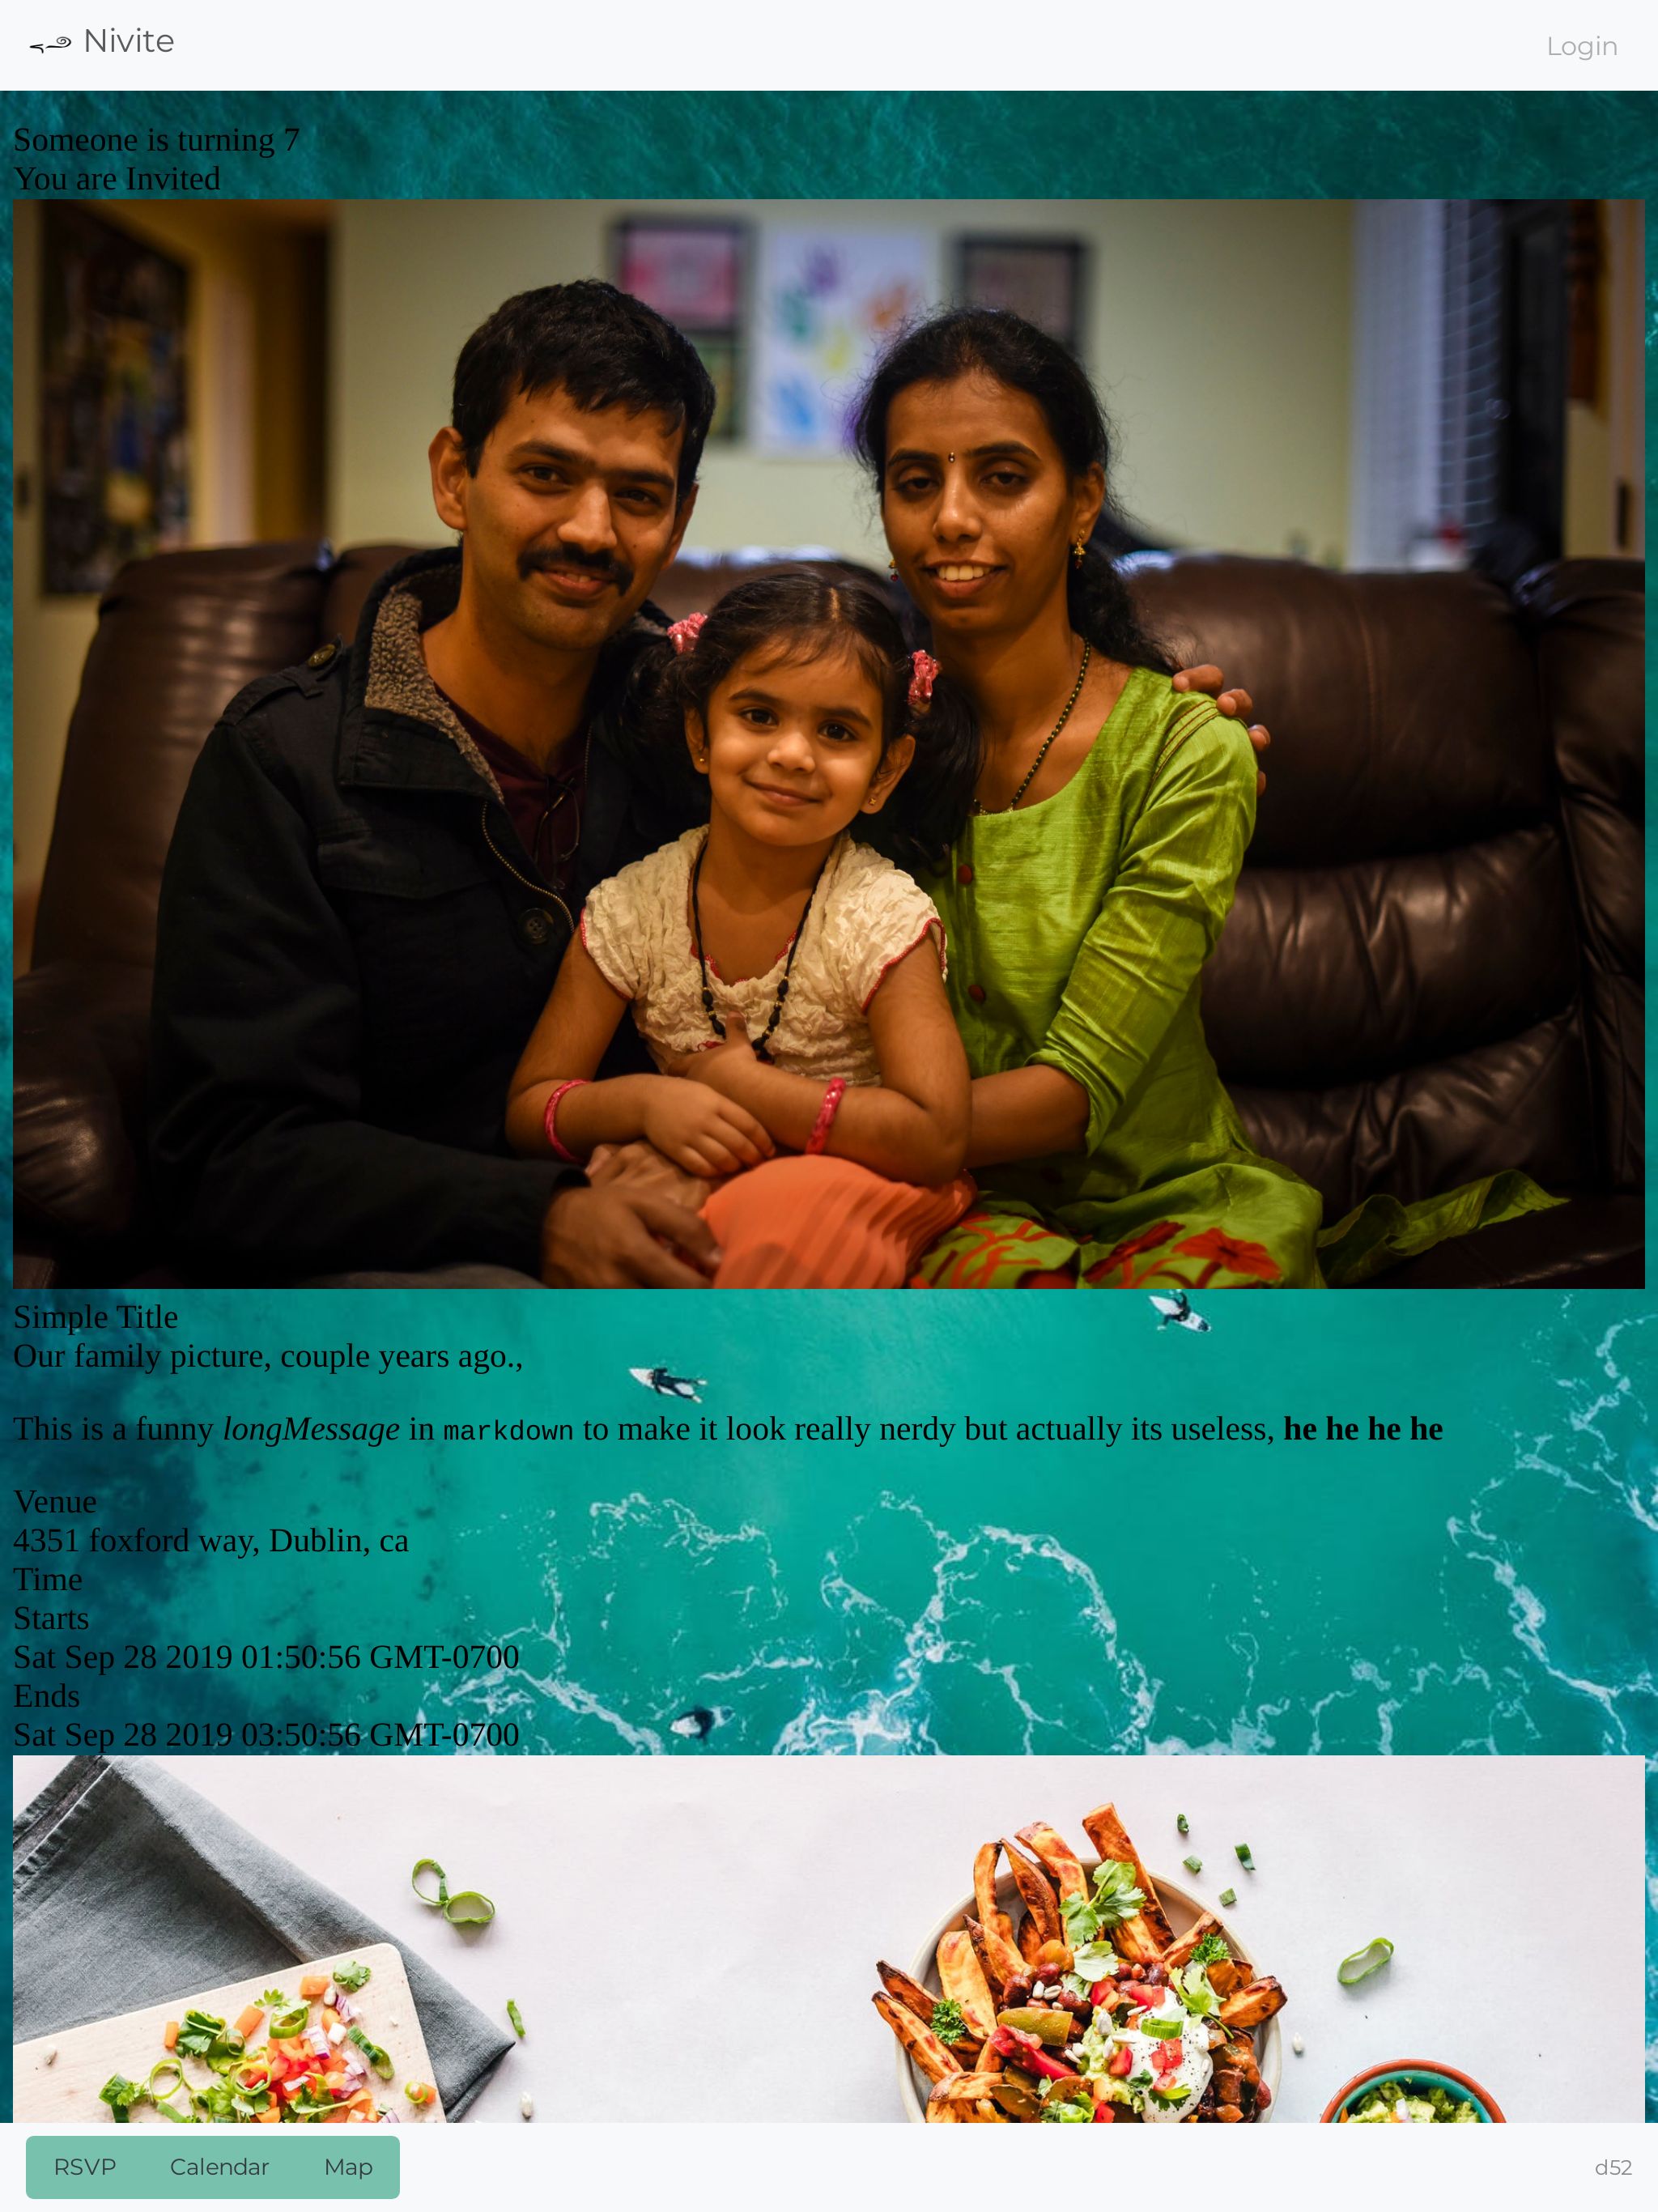 Nivite
Login
Someone is turning 7
You are Invited
Simple Title
Our family picture, couple years ago.,
This is a funny longMessage in markdown to make it look really nerdy but actually its useless, he he he he
Venue
4351 foxford way, Dublin, ca
Time
Starts
Sat Sep 28 2019 01:50:56 GMT-0700
Ends
Sat Sep 28 2019 03:50:56 GMT-0700
RSVP Calendar Map
d52